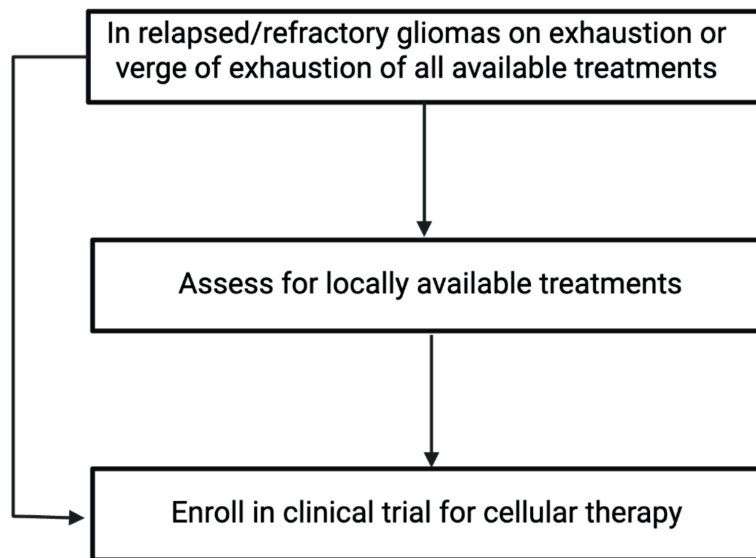 In relapsed/refractory gliomas on exhaustion or
verge of exhaustion of all available treatments
Assess for locally available treatments
Enroll in clinical trial for cellular therapy